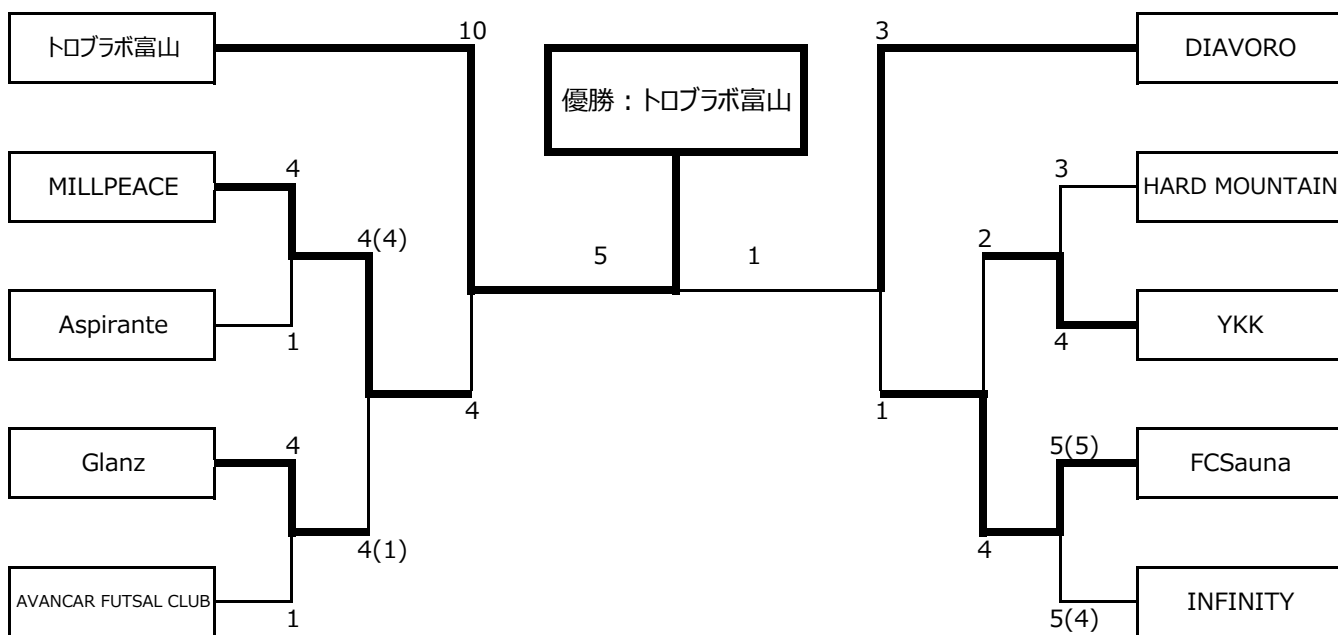 10
3
トロブラボ富山
DIAVORO
優勝：トロブラボ富山
4
3
MILLPEACE
HARD MOUNTAIN
4(4)
5
1
2
Aspirante
YKK
1
4
4
1
4
5(5)
Glanz
FCSauna
4(1)
4
AVANCAR FUTSAL CLUB
INFINITY
1
5(4)